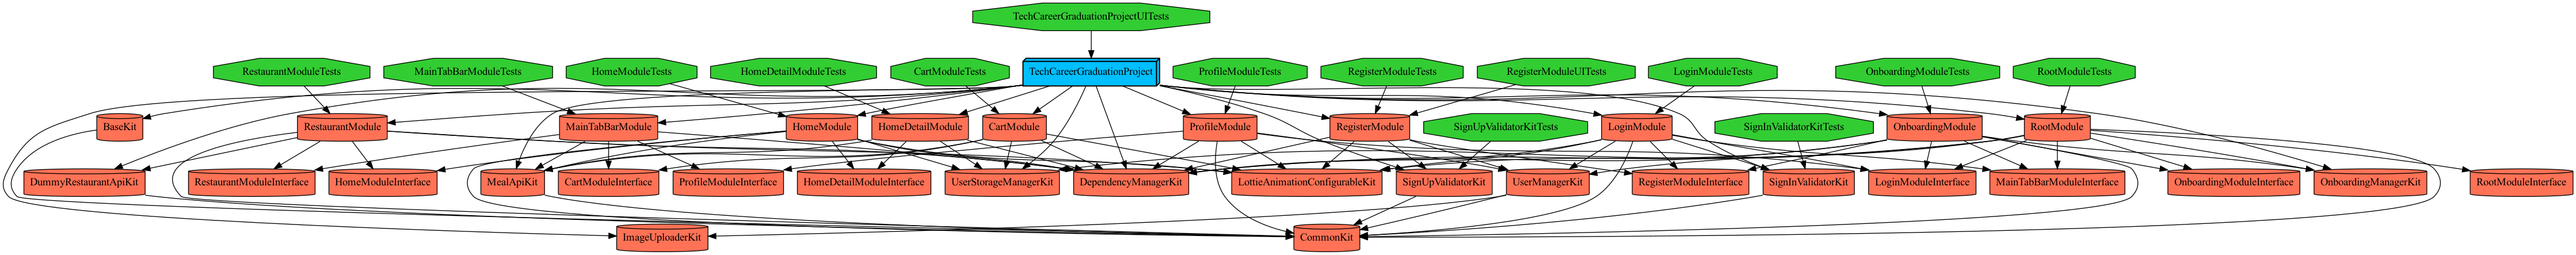 TechCareerGraduationProjectUITests
RestaurantModuleTests
MainTabBarModuleTests
HomeModuleTests
HomeDetailModuleTests
CartModuleTests
TechCareerGraduationProject
ProfileModuleTests
RegisterModuleTests
RegisterModuleUITests
LoginModuleTests
OnboardingModuleTests
RootModuleTests
BaseKit
RestaurantModule
MainTabBarModule
HomeModule
HomeDetailModule
CartModule
ProfileModule
RegisterModule
SignUpValidatorKitTests
LoginModule
SignInValidatorKitTests
OnboardingModule
RootModule
DummyRestaurantApiKit
RestaurantModuleInterface
HomeModuleInterface
MealApiKit
CartModuleInterface
ProfileModuleInterface
HomeDetailModuleInterface
UserStorageManagerKit
DependencyManagerKit
LottieAnimationConfigurableKit
SignUpValidatorKit
UserManagerKit
RegisterModuleInterface
SignInValidatorKit
LoginModuleInterface
MainTabBarModuleInterface
OnboardingModuleInterface
OnboardingManagerKit
RootModuleInterface
ImageUploaderKit
CommonKit